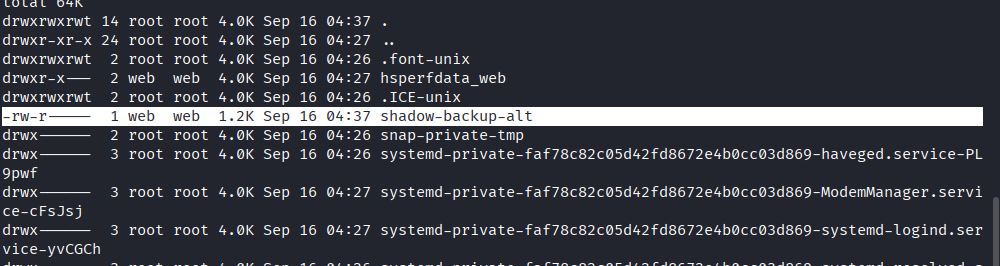 total 64K
drwxrwxrwt 14 root root 4.0K Sep 16 04:37 .
drwxr-xr-x 24 root root 4.0K Sep 16 04:27 ..
drwxrwxrwt  2 root root 4.0K Sep 16 04:26 .font-unix
drwxr-x---  2 web  web  4.0K Sep 16 04:27 hsperfdata_web
drwxrwxrwt  2 root root 4.0K Sep 16 04:26 .ICE-unix
-rw-r-----  1 web  web  1.2K Sep 16 04:37 shadow-backup-alt
drwx------  2 root root 4.0K Sep 16 04:26 snap-private-tmp
drwx------  3 root root 4.0K Sep 16 04:26 systemd-private-faf78c82c05d42fd8672e4b0cc03d869-haveged.service-PL
9pwf
drwx------  3 root root 4.0K Sep 16 04:27 systemd-private-faf78c82c05d42fd8672e4b0cc03d869-ModemManager.servi
ce-cFsJsj
drwx------  3 root root 4.0K Sep 16 04:27 systemd-private-faf78c82c05d42fd8672e4b0cc03d869-systemd-logind.ser
vice-yvCGCh